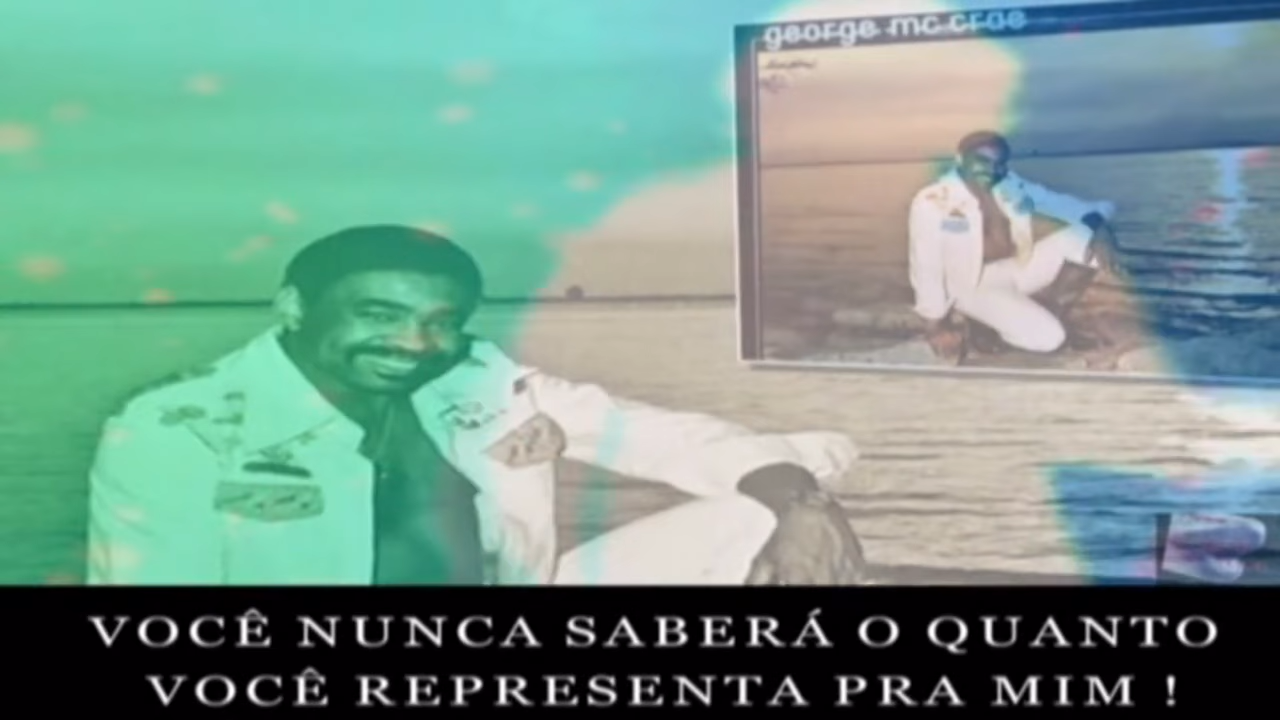 george mc crae
VOCÊ NUNCA SABERÁ O QUANTO
VOCÊ REPRESENTA PRA MIM !